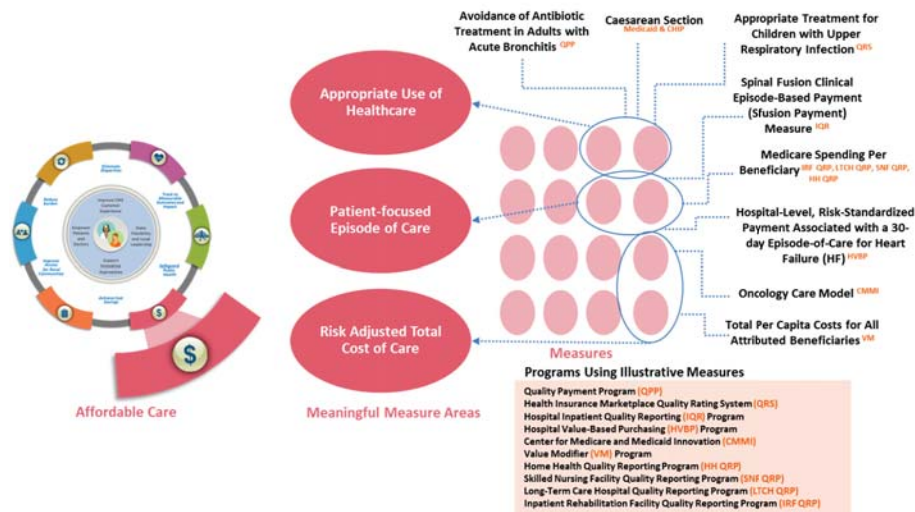 Avoidance of Antibiotic
Treatment in Adults with
Acute Bronchitis QPP
Caesarean Section
Medicaid & CHIP
Appropriate Treatment for
Children with Upper
Respiratory Infection QRS
Appropriate Use of
Healthcare
Spinal Fusion Clinical
Episode-Based Payment
(Sfusion Payment)
Measure IQR
Medicare Spending Per
Beneficiary IRF QRP, LTCH QRP, SNF QRP,
HH QRP
Patient-focused
Episode of Care
Hospital-Level, Risk-Standardized
Payment Associated with a 30-
day Episode-of-Care for Heart
Failure (HF) HVBP
Oncology Care Model CMMI
Risk Adjusted Total
Cost of Care
Total Per Capita Costs for All
Attributed Beneficiaries VM
$
$
Affordable Care
Meaningful Measure Areas
Measures
Programs Using Illustrative Measures
Quality Payment Program (QPP)
Health Insurance Marketplace Quality Rating System (QRS)
Hospital Inpatient Quality Reporting (IQR) Program
Hospital Value-Based Purchasing (HVBP) Program
Center for Medicare and Medicaid Innovation (CMMI)
Value Modifier (VM) Program
Home Health Quality Reporting Program (HH QRP)
Skilled Nursing Facility Quality Reporting Program (SNF QRP)
Long-Term Care Hospital Quality Reporting Program (LTCH QRP)
Inpatient Rehabilitation Facility Quality Reporting Program (IRF QRP)